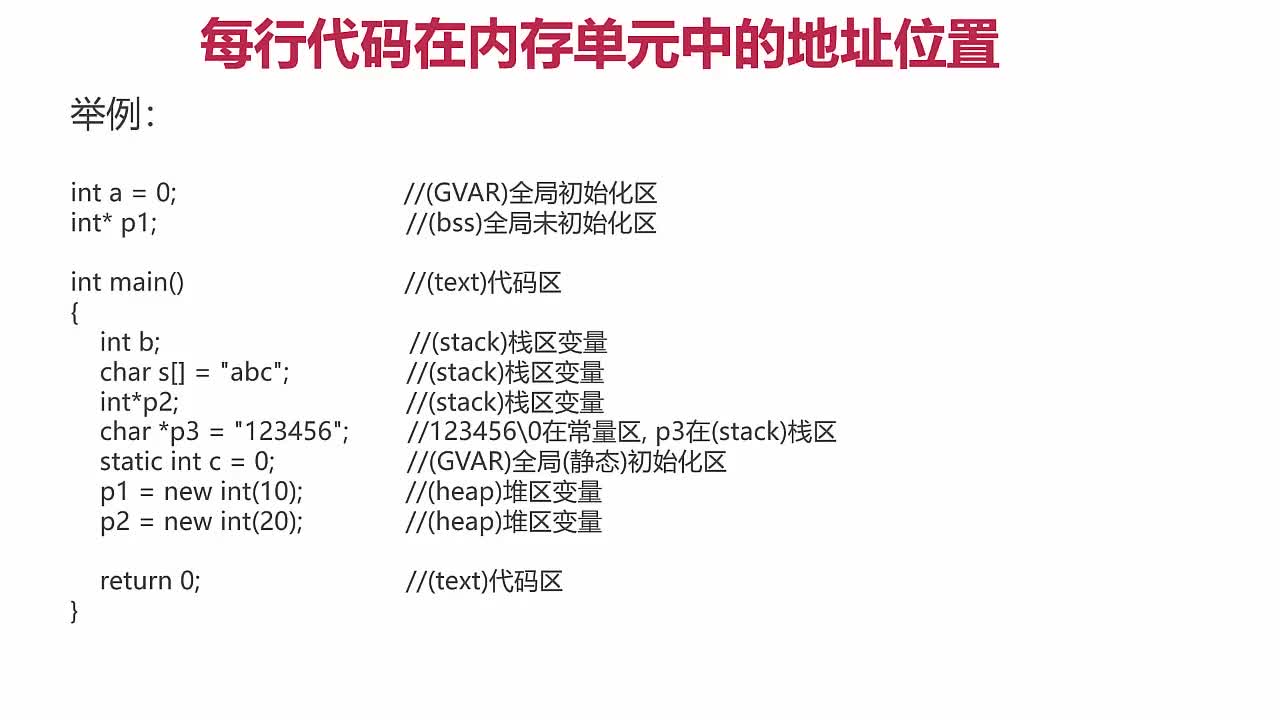 每行代码在内存单元中的地址位置
举例：
int a = 0; //(GVAR)全局初始化区
int* p1; //(bss)全局未初始化区
int main() //(text)代码区
{
int b; //(stack)栈区变量
char s[] = "abc"; //(stack)栈区变量
int*p2; //(stack)栈区变量
char *p3 = "123456"; //123456\0在常量区, p3在(stack)栈区
static int c = 0; //(GVAR)全局(静态)初始化区
p1 = new int(10); //(heap)堆区变量
p2 = new int(20); //(heap)堆区变量
return 0; //(text)代码区
}